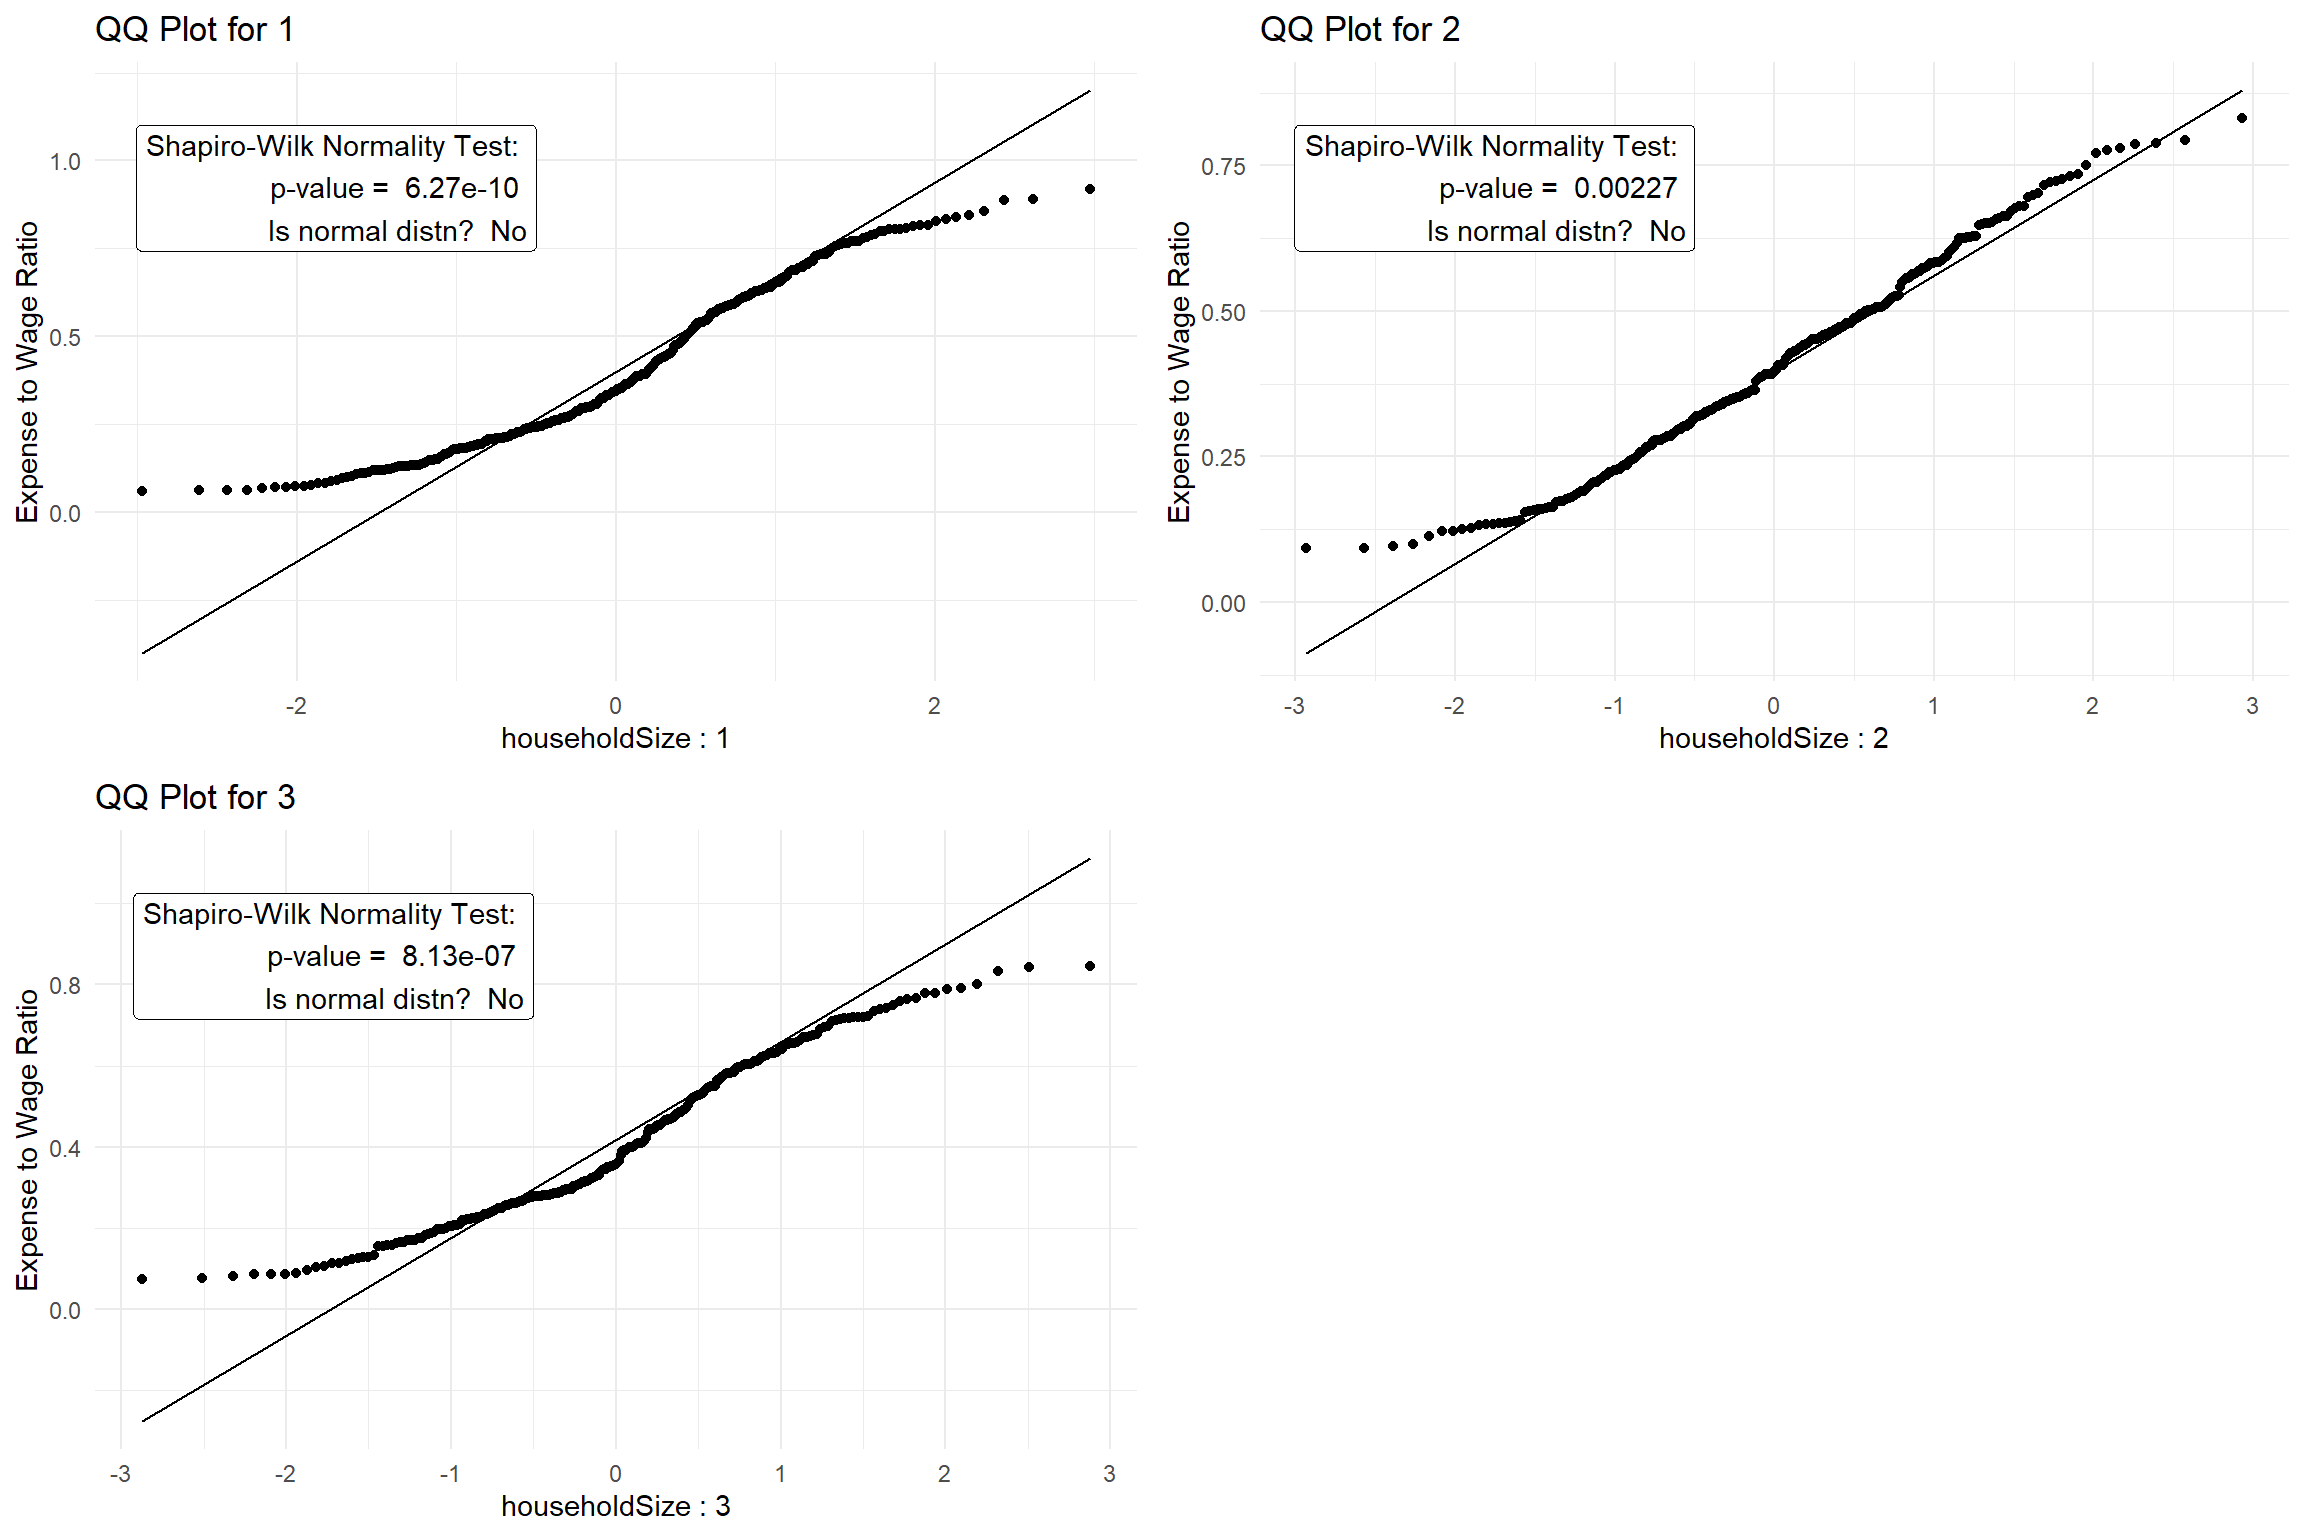 QQ Plot for 1
Shapiro-Wilk Normality Test:
p-value = 6.27e-10
Is normal distn? No
Expense to Wage Ratio
1.0
0.5
0.0
-2 0 2
householdSize : 1
QQ Plot for 2
Shapiro-Wilk Normality Test:
p-value = 0.00227
Is normal distn? No
Expense to Wage Ratio
0.75
0.50
0.25
0.00
-3 -2 -1 0 1 2 3
householdSize : 2
QQ Plot for 3
Shapiro-Wilk Normality Test:
p-value = 8.13e-07
Is normal distn? No
Expense to Wage Ratio
0.8
0.4
0.0
-3 -2 -1 0 1 2 3
householdSize : 3